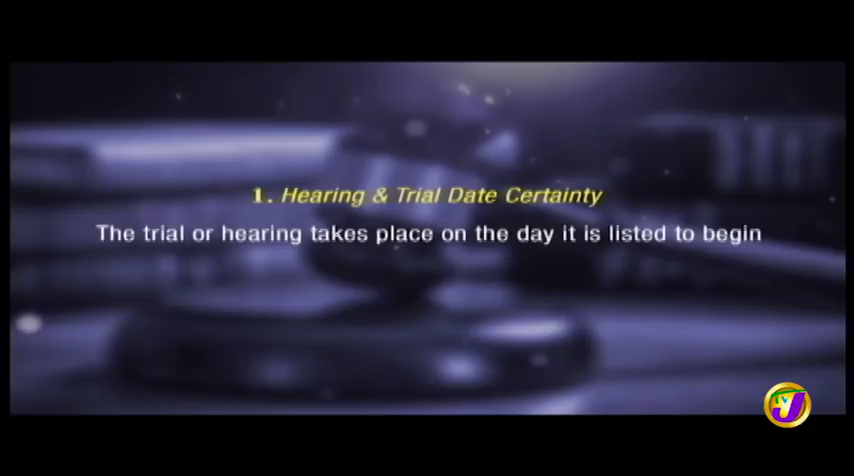 1. Hearing & Trial Date Certainty
The trial or hearing takes place on the day it is listed to begin
TVJ